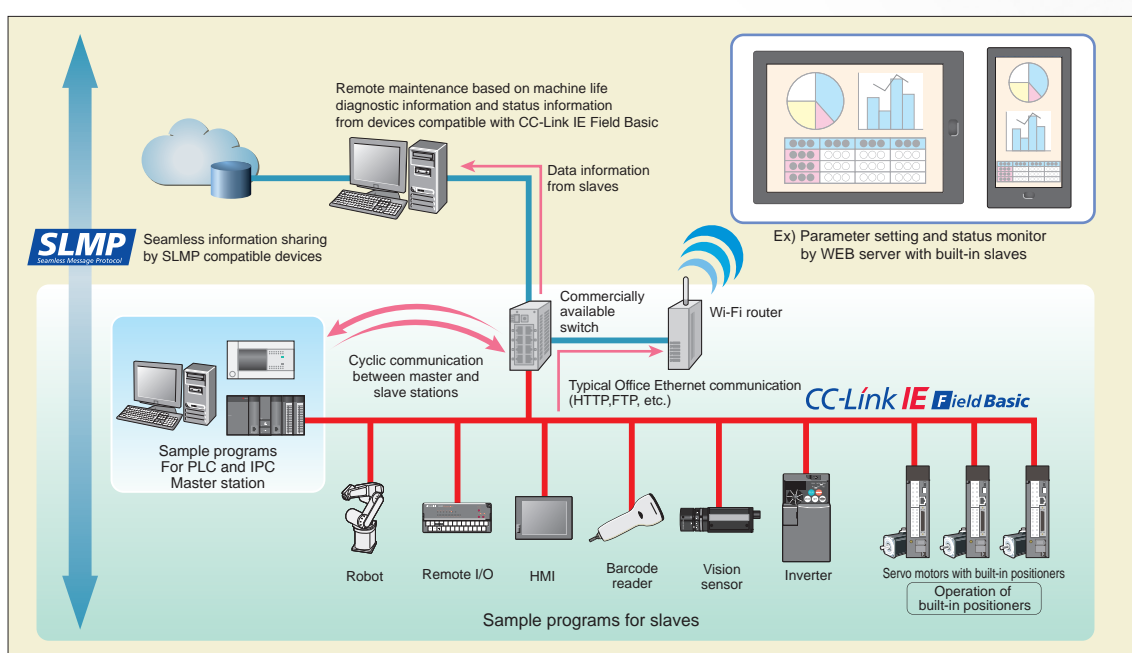 Remote maintenance based on machine life
diagnostic information and status information
from devices compatible with CC-Link IE Field Basic
Data information
from slaves
SLMP
Seamless Message Protocol
Seamless information sharing
by SLMP compatible devices
Ex) Parameter setting and status monitor
by WEB server with built-in slaves
Commercially
available
switch
Wi-Fi router
Cyclic communication
between master and
slave stations
Typical Office Ethernet communication
(HTTP,FTP, etc.)
CC-Link IE Field Basic
Sample programs
For PLC and IPC
Master station
Robot
Remote I/O
HMI
Barcode
reader
Vision
sensor
Inverter
Servo motors with built-in positioners
Operation of
built-in positioners
Sample programs for slaves